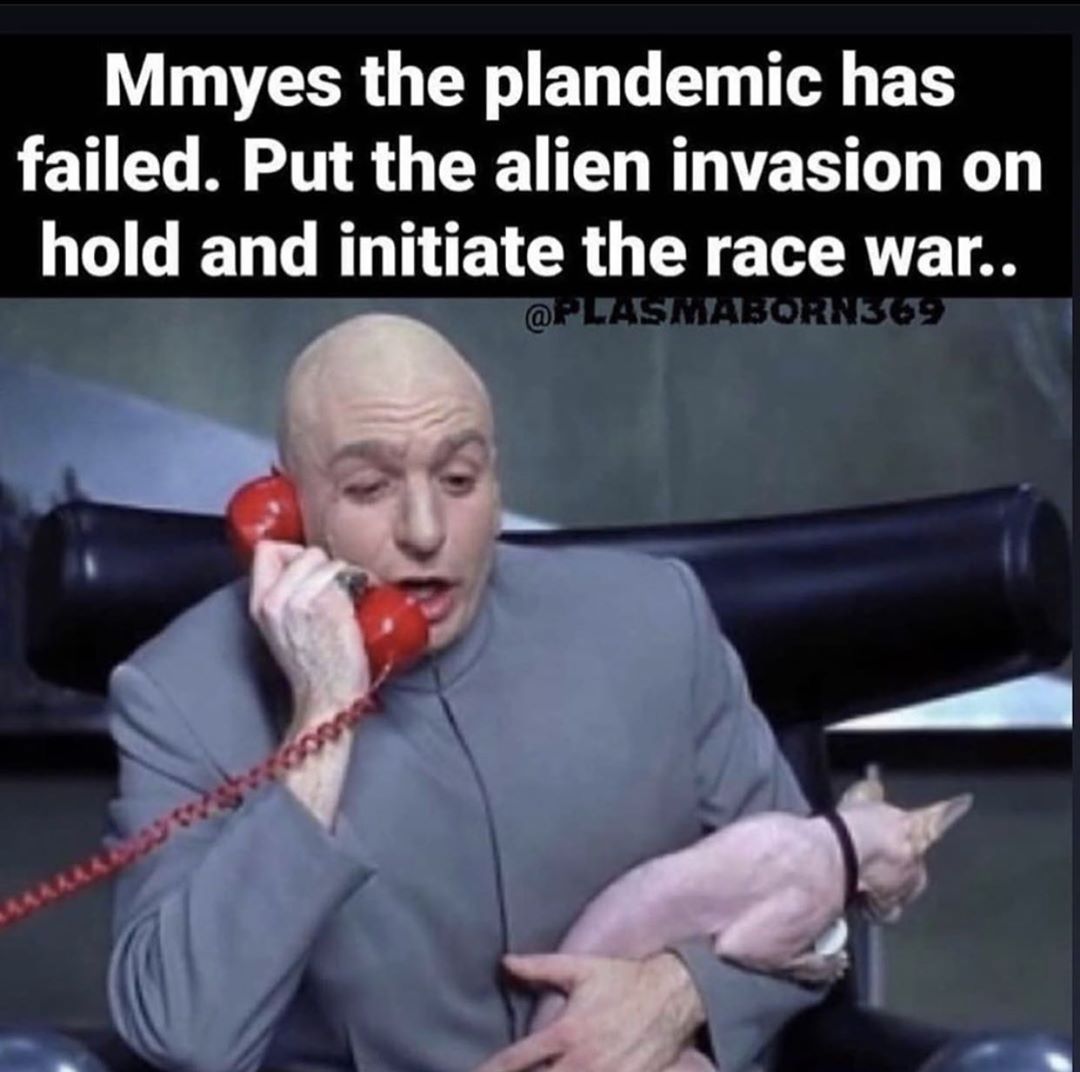 Mmyes the plandemic has
failed. Put the alien invasion on
hold and initiate the race war..
@PLASMABORN369